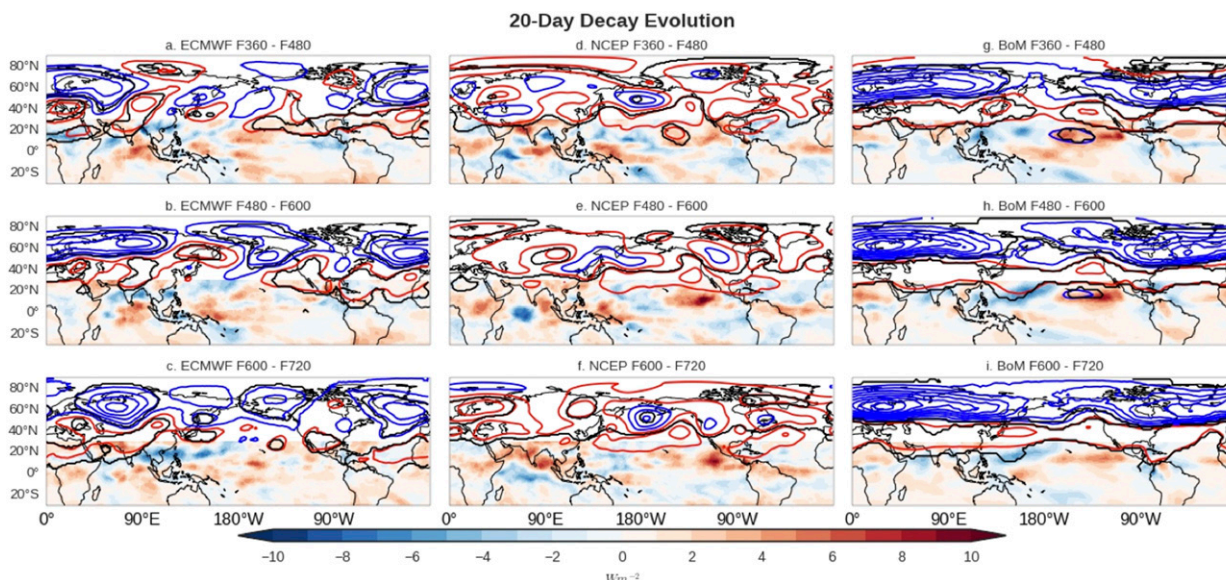 20-Day Decay Evolution
a. ECMWF F360 - F480
d. NCEP F360 - F480
g. BoM F360 - F480
80°N
60°N
40°N
20°N
0°
20°S
b. ECMWF F480 - F600
e. NCEP F480 - F600
h. BoM F480 - F600
80°N
60°N
40°N
20°N
0°
20°S
c. ECMWF F600 - F720
f. NCEP F600 - F720
i. BoM F600 - F720
80°N
60°N
40°N
20°N
0°
20°S
0° 90°E 180°W 90°W 0° 90°E 180°W 90°W 0° 90°E 180°W 90°W
−10 −8 −6 −4 −2 0 2 4 6 8 10
Wm⁻²